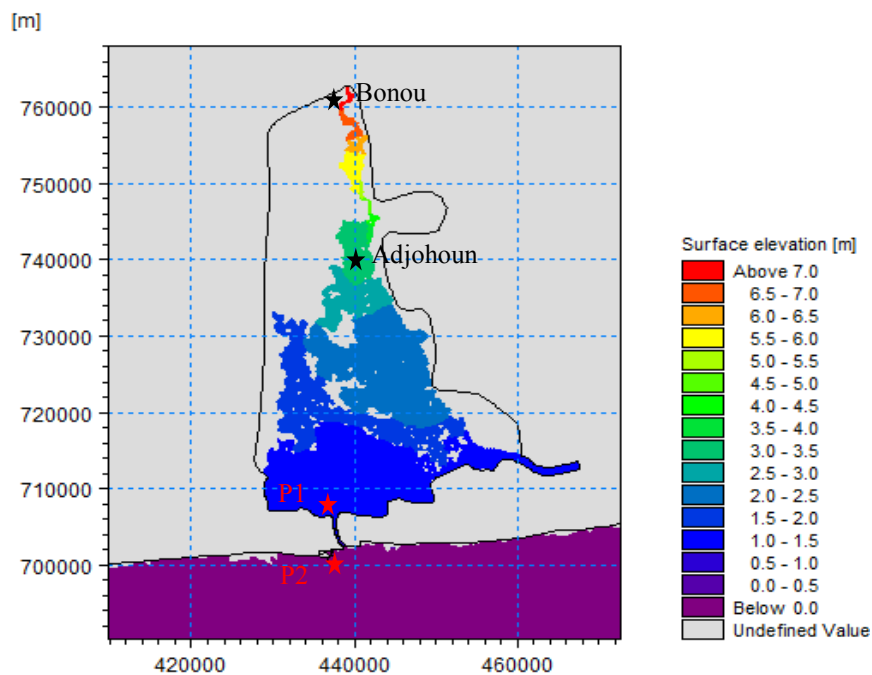 [m]
760000
Bonou
750000
740000
Adjohoun
730000
720000
710000
P1
700000
P2
420000
440000
460000
Surface elevation [m]
Above 7.0
6.5 - 7.0
6.0 - 6.5
5.5 - 6.0
5.0 - 5.5
4.5 - 5.0
4.0 - 4.5
3.5 - 4.0
3.0 - 3.5
2.5 - 3.0
2.0 - 2.5
1.5 - 2.0
1.0 - 1.5
0.5 - 1.0
0.0 - 0.5
Below 0.0
Undefined Value